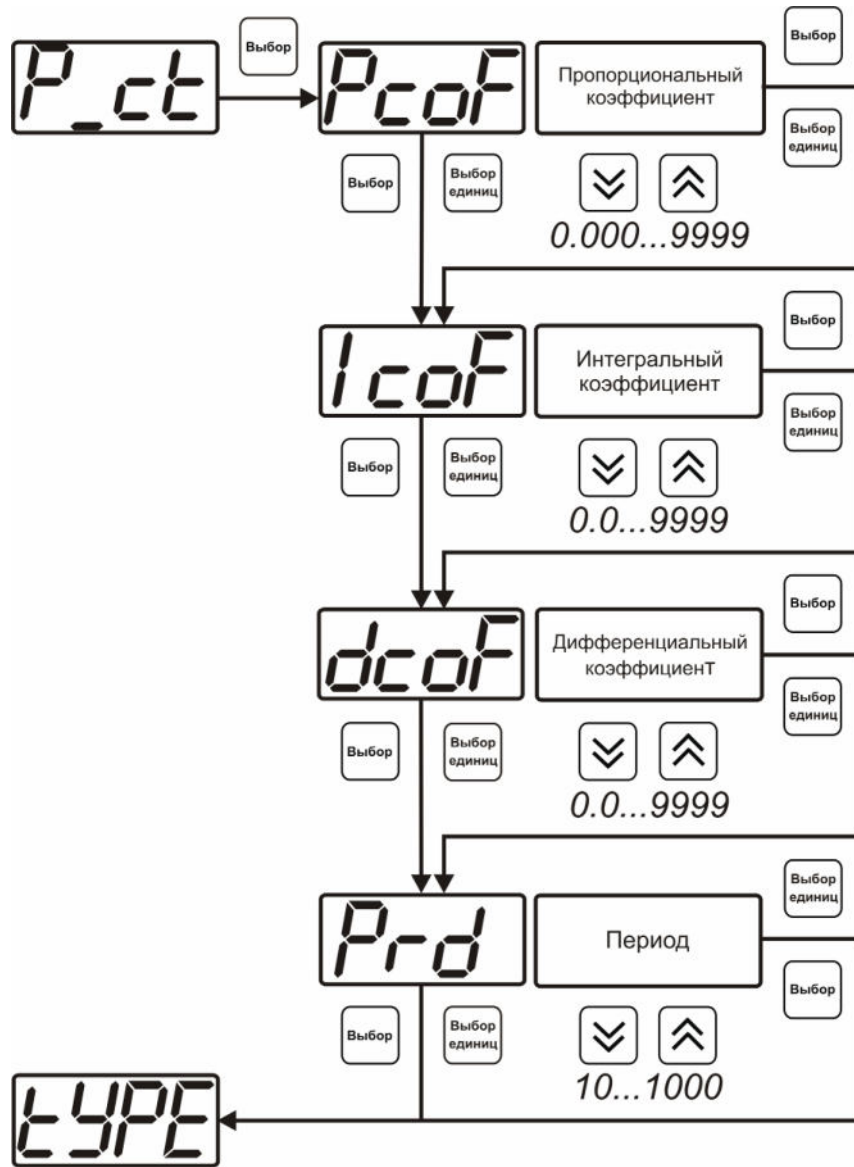 P_ct
Выбор
PcoF
Пропорциональный
коэффициент
Выбор
Выбор
единиц
Выбор
Выбор
единиц
0.000...9999
IcoF
Интегральный
коэффициент
Выбор
Выбор
единиц
Выбор
Выбор
единиц
0.0...9999
dcoF
Дифференциальный
коэффициент
Выбор
Выбор
единиц
Выбор
Выбор
единиц
0.0...9999
Prd
Период
Выбор
единиц
Выбор
Выбор
Выбор
единиц
10...1000
tYPE